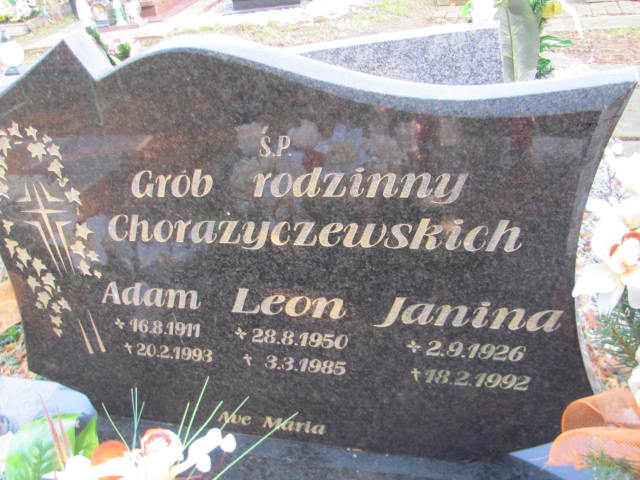 Ś.P.
Grób rodzinny
Chorażyczewskich
Adam Leon Janina
* 16.8.1911 * 28.8.1950 * 2.9.1926
† 20.2.1993 † 3.3.1985 † 18.2.1992
Ave Maria